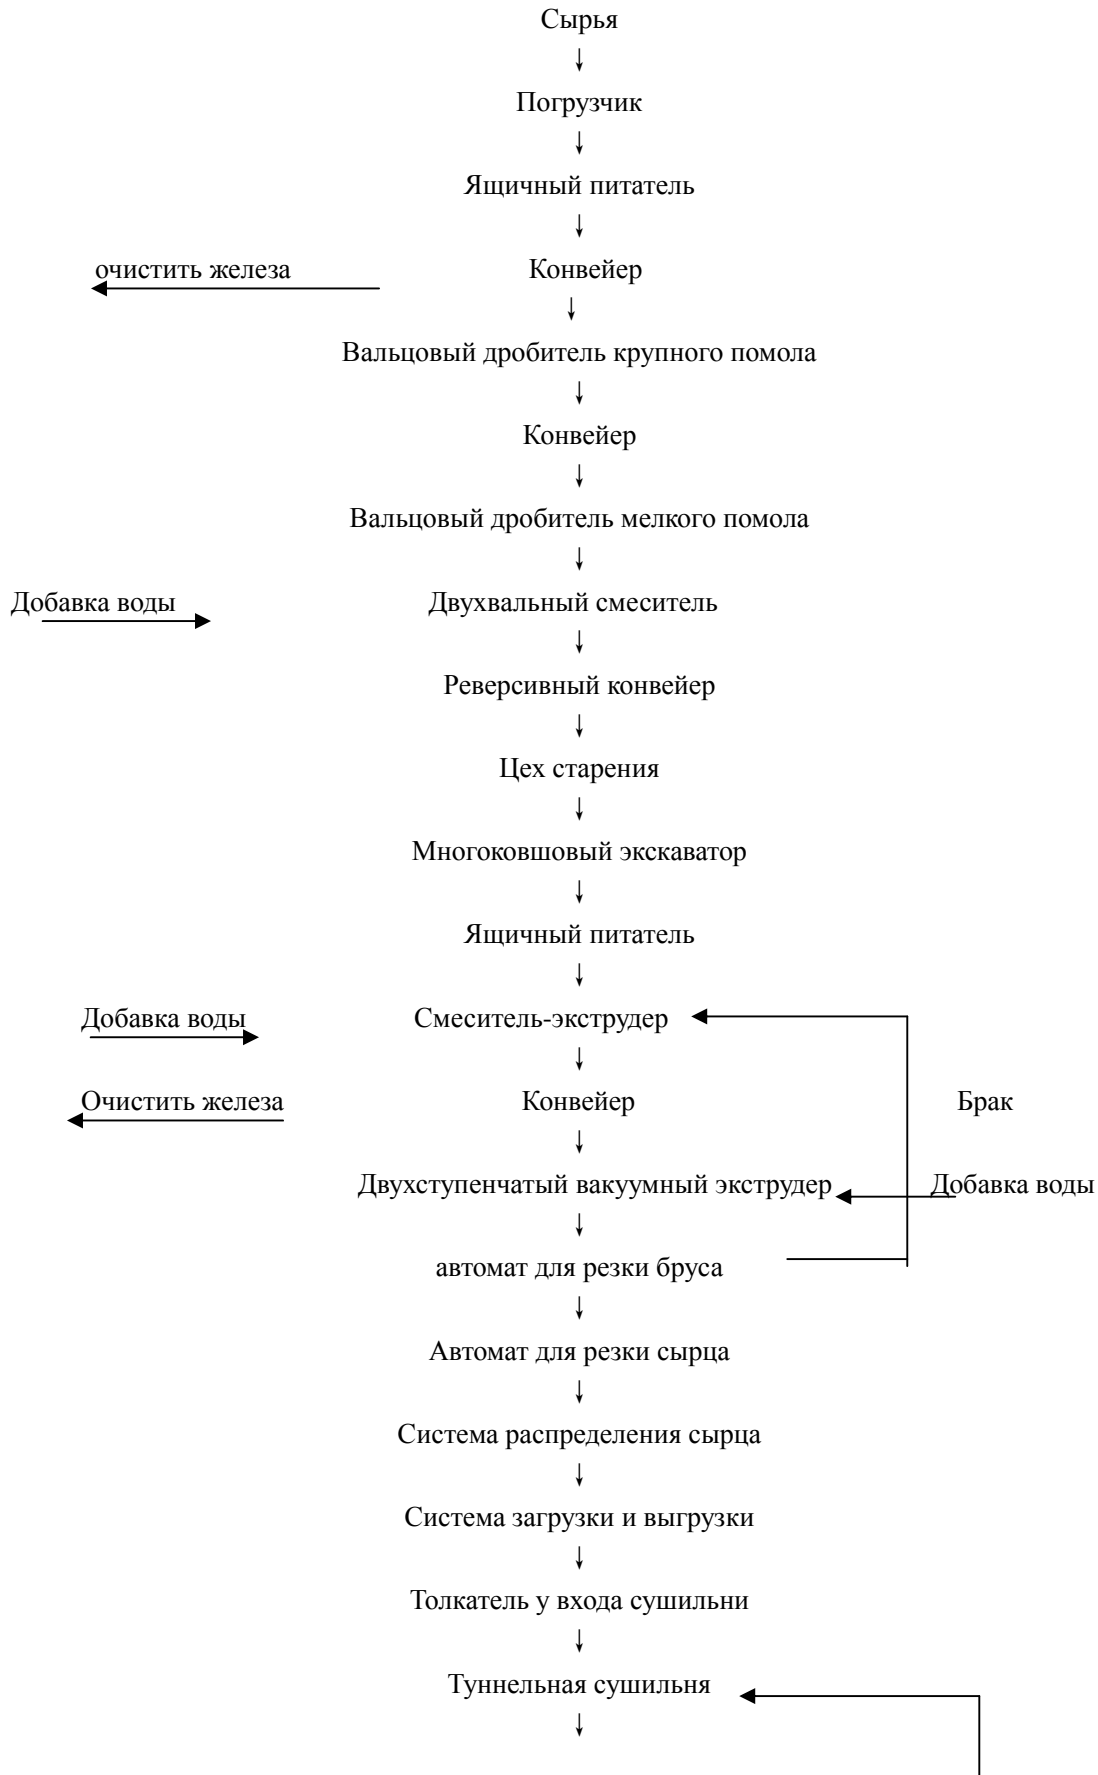 Сырья
Погрузчик
Ящичный питатель
очистить железа
Конвейер
Вальцовый дробитель крупного помола
Конвейер
Вальцовый дробитель мелкого помола
Добавка воды
Двухвальный смеситель
Реверсивный конвейер
Цех старения
Многоковшовый экскаватор
Ящичный питатель
Добавка воды
Смеситель-экструдер
Очистить железа
Конвейер
Брак
Двухступенчатый вакуумный экструдер
Добавка воды
автомат для резки бруса
Автомат для резки сырца
Система распределения сырца
Система загрузки и выгрузки
Толкатель у входа сушильни
Туннельная сушильня